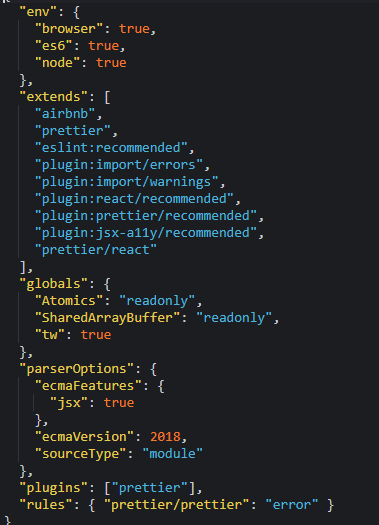 "env": {
"browser": true,
"es6": true,
"node": true
},
"extends": [
"airbnb",
"prettier",
"eslint:recommended",
"plugin:import/errors",
"plugin:import/warnings",
"plugin:react/recommended",
"plugin:prettier/recommended",
"plugin:jsx-a11y/recommended",
"prettier/react"
],
"globals": {
"Atomics": "readonly",
"SharedArrayBuffer": "readonly",
"tw": true
},
"parserOptions": {
"ecmaFeatures": {
"jsx": true
},
"ecmaVersion": 2018,
"sourceType": "module"
},
"plugins": ["prettier"],
"rules": { "prettier/prettier": "error" }
}